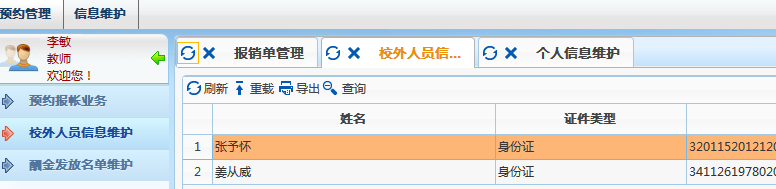 预约管理 信息维护
李敏
教师
欢迎您！
报销单管理 校外人员信... 个人信息维护
刷新 重载 导出 查询
预约报帐业务
校外人员信息维护
酬金发放名单维护
姓名 证件类型
1 张予怀 身份证 3201152012120
2 姜从威 身份证 3411261978020